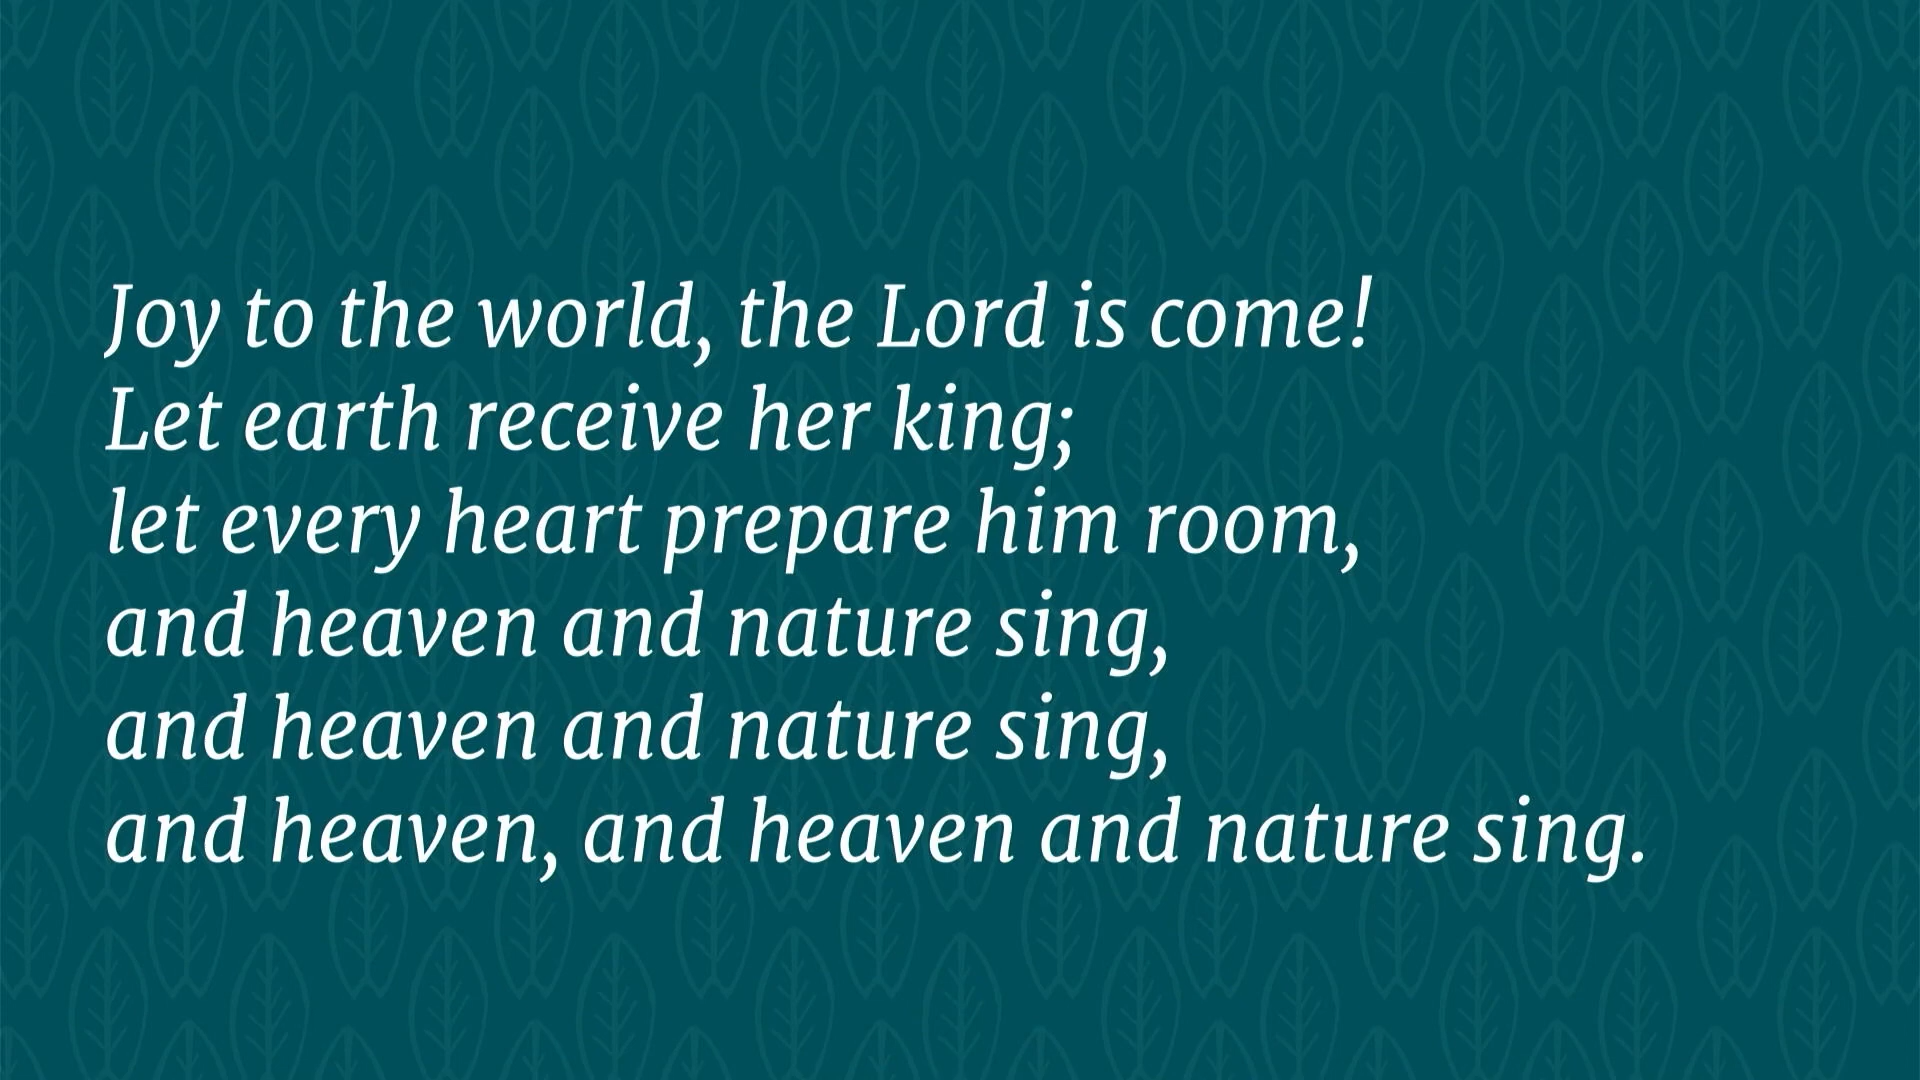 Joy to the world, the Lord is come!
Let earth receive her king;
let every heart prepare him room,
and heaven and nature sing,
and heaven and nature sing,
and heaven, and heaven and nature sing.